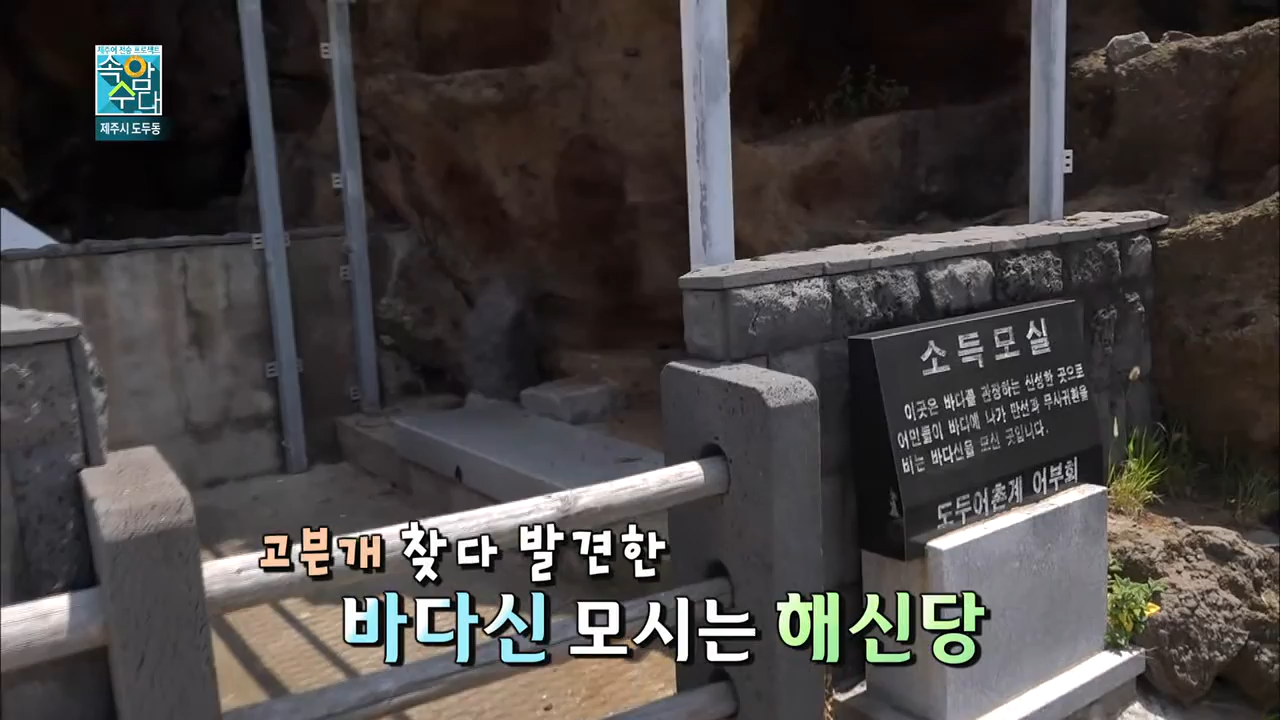 제주어 전승 프로젝트
속암
수다
제주시 도두동
소득모실
이곳은 바다를 관장하는 신성한 곳으로
어민들이 바다에 나가 만선과 무사귀환을
비는 바다신을 모신 곳입니다.
도두어촌계 어부회
고븐개 찾다 발견한
바다신 모시는 해신당